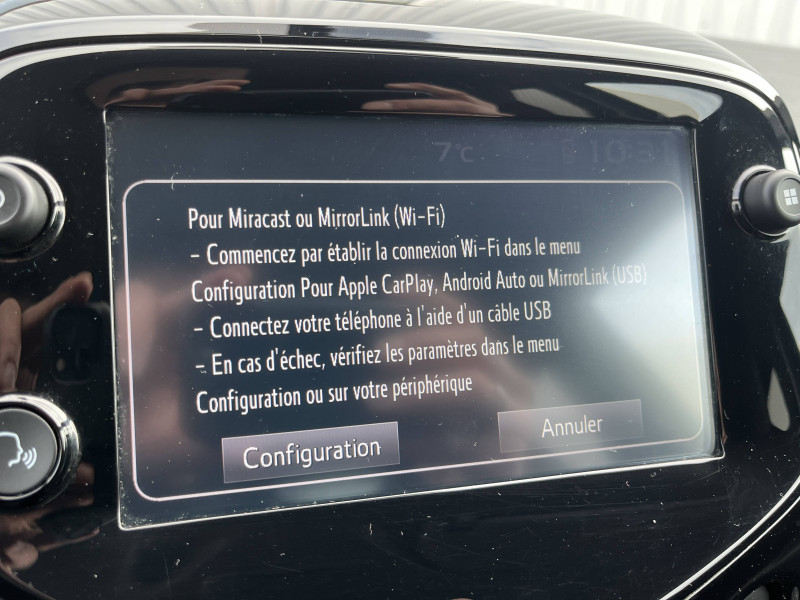 7°C 10:31
Pour Miracast ou MirrorLink (Wi-Fi)
- Commencez par établir la connexion Wi-Fi dans le menu
Configuration Pour Apple CarPlay, Android Auto ou MirrorLink (USB)
- Connectez votre téléphone à l'aide d'un câble USB
- En cas d'échec, vérifiez les paramètres dans le menu
Configuration ou sur votre périphérique
Configuration Annuler